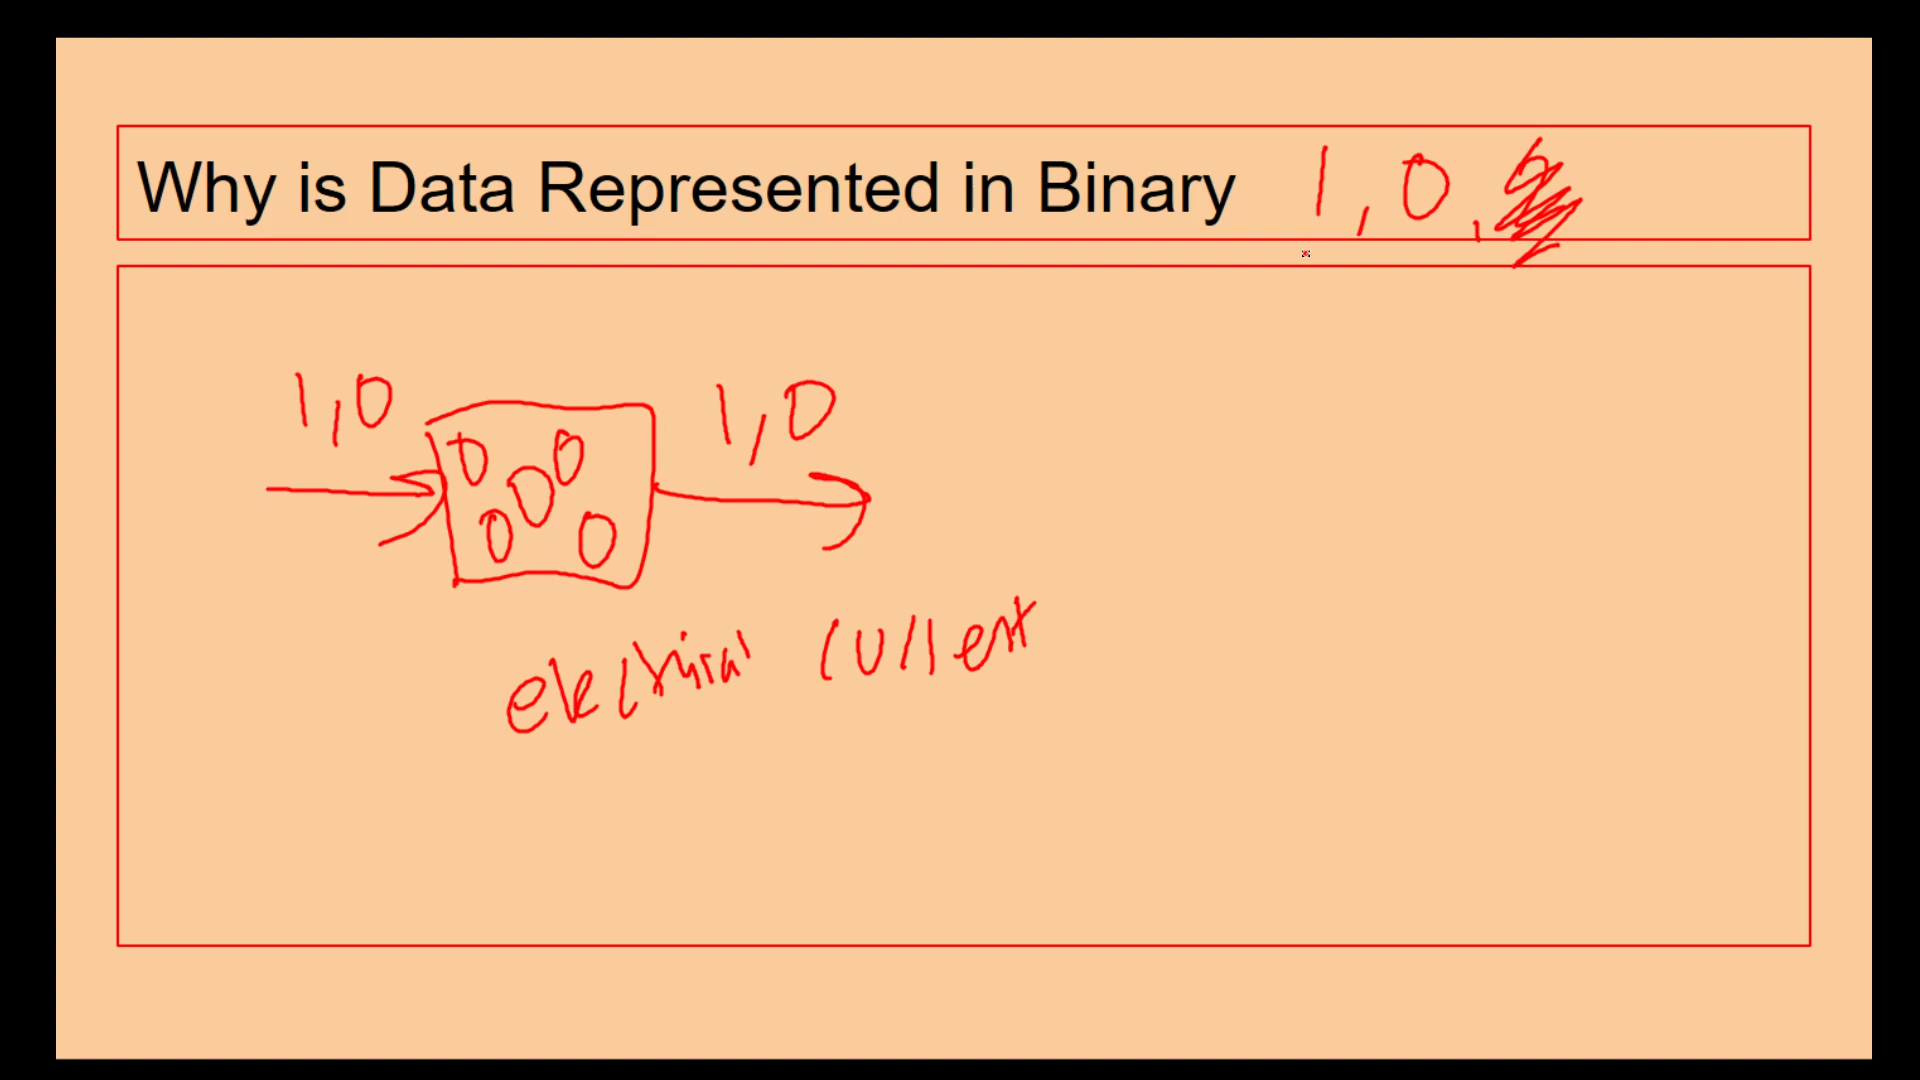 Why is Data Represented in Binary 1, 0,
1,0 1,0
0 0
0
0 0
electrical current